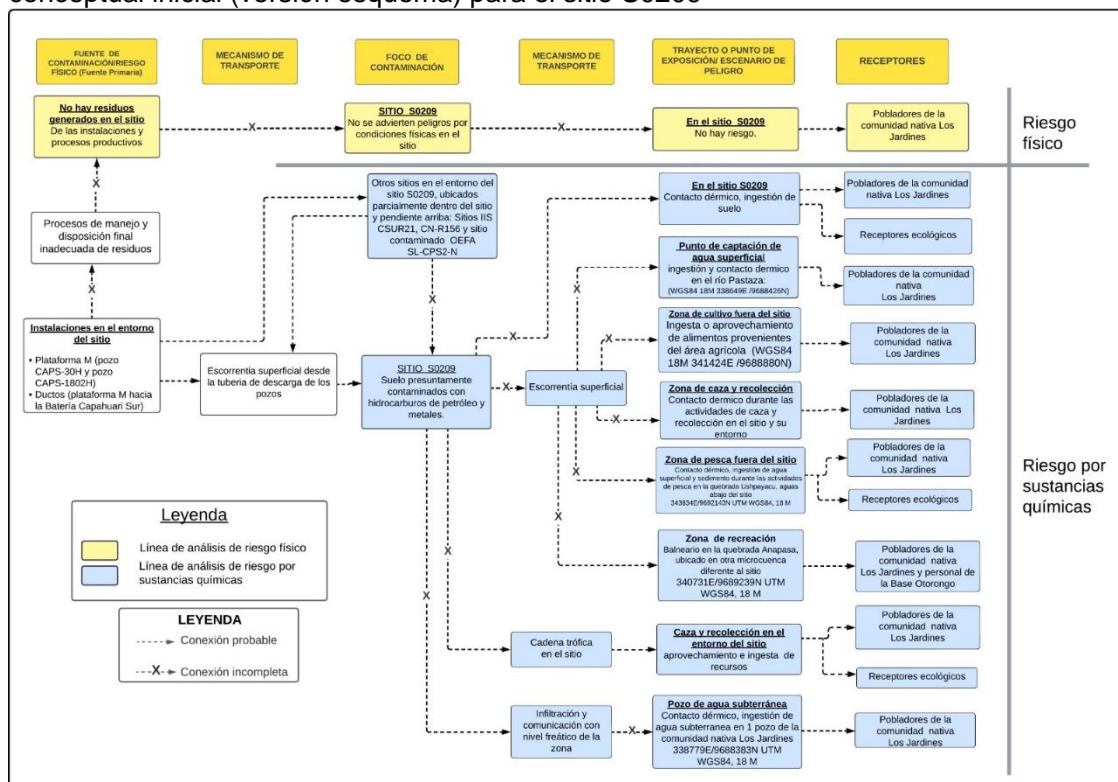 conceptual inicial (versión esquema) para el sitio S0209
FUENTE DE
CONTAMINACIÓN/RIESGO
FÍSICO (Fuente Primaria)
MECANISMO DE
TRANSPORTE
FOCO
DE CONTAMINACIÓN
MECANISMO DE
TRANSPORTE
TRAYECTO O PUNTO DE
EXPOSICIÓN/ ESCENARIO DE
PELIGRO
RECEPTORES
No hay residuos
generados en el sitio
De las instalaciones y
procesos productivos
X
SITIO S0209
No se advierten peligros por
condiciones físicas en el
sitio
X
En el sitio S0209
No hay riesgo.
Pobladores de la
comunidad nativa Los
Jardines
Riesgo
físico
X
Procesos de manejo y
disposición final
inadecuada de residuos
X
Instalaciones en el entorno
del sitio
• Plataforma M (pozo
CAPS-30H y pozo
CAPS-1802H)
• Ductos (plataforma M hacia
la Batería Capahuari Sur)
Escorrentía superficial desde
la tuberia de descarga de los
pozos
Otros sitios en el entorno del
sitio S0209, ubicados
parcialmente dentro del sitio
y pendiente arriba: Sitios IIS
CSUR21, CN-R156 y sitio
contaminado OEFA
SL-CPS2-N
X
X
SITIO S0209
Suelo presuntamente
contaminados con
hidrocarburos de petróleo y
metales.
X
X
Escorrentía superficial
X
X
X
X
X
X
X
X
En el sitio S0209
Contacto dérmico, ingestión de
suelo
Pobladores de la comunidad
nativa Los Jardines
Receptores ecológicos
Punto de captación de
agua superficial
ingestión y contacto dermico
en el río Pastaza:
(WGS84 18M 338649E /9688426N)
Pobladores de la comunidad
nativa
Los Jardines
Zona de cultivo fuera del sitio
Ingesta o aprovechamiento
de alimentos provenientes
del área agrícola (WGS84
18M 341424E /9688880N)
Pobladores de la
comunidad nativa
Los Jardines
Zona de caza y recolección
Contacto dermico durante las
actividades de caza y
recolección en el sitio y su
entorno
Pobladores de la
comunidad nativa Los
Jardines
Zona de pesca fuera del sitio
Contacto dérmico, ingestión de agua
superficial y sedimento durante las actividades
de pesca en la quebrada Ushpayacu, aguas
abajo del sitio
343834E/9692143N UTM WGS84, 18 M
Pobladores de la
comunidad nativa
Los Jardines
Receptores ecológicos
Riesgo por
sustancias
químicas
Zona de recreación
Balneario en la quebrada Anapasa,
ubicado en otra microcuenca
diferente al sitio
340731E/9689239N UTM
WGS84, 18 M
Pobladores de la
comunidad nativa
Los Jardines y personal de
la Base Otorongo
Cadena trófica
en el sitio
Caza y recolección en el
entorno del sitio
aprovechamiento e ingesta de
recursos
Pobladores de la
comunidad nativa
Los Jardines
Receptores ecológicos
Infiltración y
comunicación con
nivel freático de la
zona
X
Pozo de agua subterránea
Contacto dérmico, ingestión de
agua subterranea en 1 pozo de la
comunidad nativa Los Jardines
338779E/9688383N UTM
WGS84, 18 M
Pobladores de la
comunidad nativa
Los Jardines
Leyenda
Línea de análisis de riesgo físico
Línea de análisis de riesgo por
sustancias químicas
LEYENDA
Conexión probable
X
Conexión incompleta